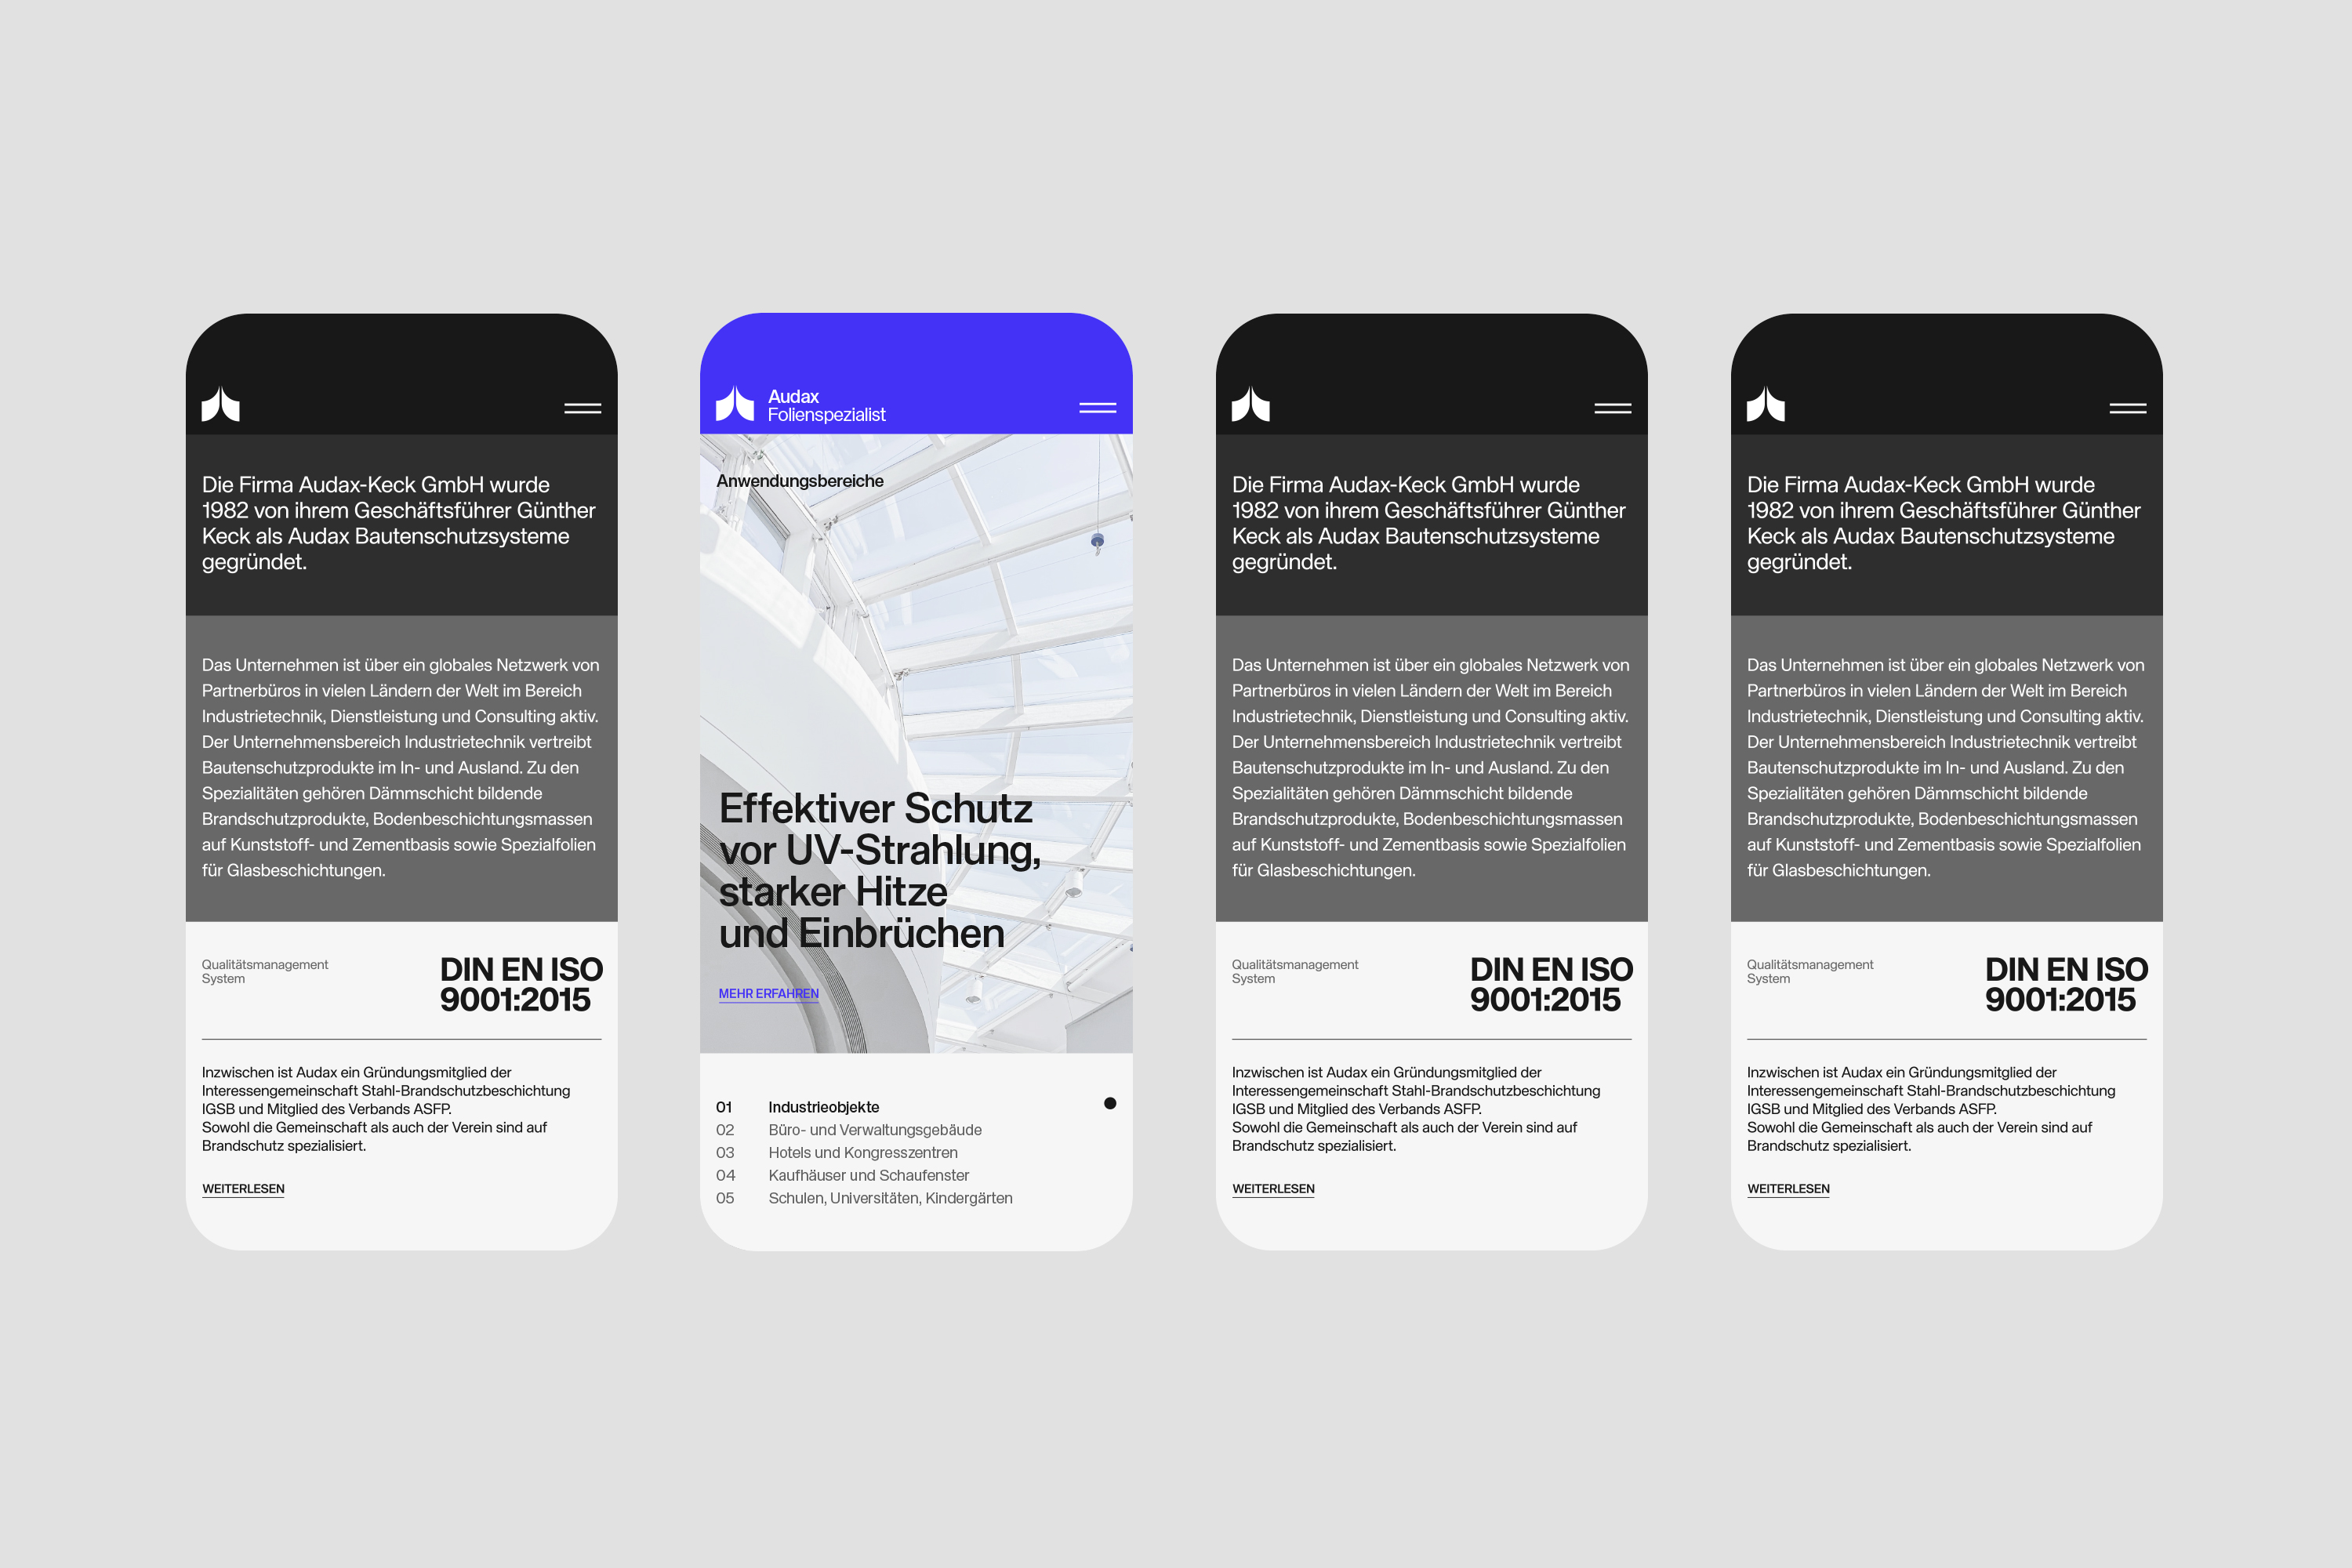 Die Firma Audax-Keck GmbH wurde
1982 von ihrem Geschäftsführer Günther
Keck als Audax Bautenschutzsysteme
gegründet.
Das Unternehmen ist über ein globales Netzwerk von
Partnerbüros in vielen Ländern der Welt im Bereich
Industrietechnik, Dienstleistung und Consulting aktiv.
Der Unternehmensbereich Industrietechnik vertreibt
Bautenschutzprodukte im In- und Ausland. Zu den
Spezialitäten gehören Dämmschicht bildende
Brandschutzprodukte, Bodenbeschichtungsmassen
auf Kunststoff- und Zementbasis sowie Spezialfolien
für Glasbeschichtungen.
Qualitätsmanagement
System
DIN EN ISO
9001:2015
Inzwischen ist Audax ein Gründungsmitglied der
Interessengemeinschaft Stahl-Brandschutzbeschichtung
IGSB und Mitglied des Verbands ASFP.
Sowohl die Gemeinschaft als auch der Verein sind auf
Brandschutz spezialisiert.
WEITERLESEN
Audax
Folienspezialist
Anwendungsbereiche
Effektiver Schutz
vor UV-Strahlung,
starker Hitze
und Einbrüchen
MEHR ERFAHREN
01 Industrieobjekte
02 Büro- und Verwaltungsgebäude
03 Hotels und Kongresszentren
04 Kaufhäuser und Schaufenster
05 Schulen, Universitäten, Kindergärten
Die Firma Audax-Keck GmbH wurde
1982 von ihrem Geschäftsführer Günther
Keck als Audax Bautenschutzsysteme
gegründet.
Das Unternehmen ist über ein globales Netzwerk von
Partnerbüros in vielen Ländern der Welt im Bereich
Industrietechnik, Dienstleistung und Consulting aktiv.
Der Unternehmensbereich Industrietechnik vertreibt
Bautenschutzprodukte im In- und Ausland. Zu den
Spezialitäten gehören Dämmschicht bildende
Brandschutzprodukte, Bodenbeschichtungsmassen
auf Kunststoff- und Zementbasis sowie Spezialfolien
für Glasbeschichtungen.
Qualitätsmanagement
System
DIN EN ISO
9001:2015
Inzwischen ist Audax ein Gründungsmitglied der
Interessengemeinschaft Stahl-Brandschutzbeschichtung
IGSB und Mitglied des Verbands ASFP.
Sowohl die Gemeinschaft als auch der Verein sind auf
Brandschutz spezialisiert.
WEITERLESEN
Die Firma Audax-Keck GmbH wurde
1982 von ihrem Geschäftsführer Günther
Keck als Audax Bautenschutzsysteme
gegründet.
Das Unternehmen ist über ein globales Netzwerk von
Partnerbüros in vielen Ländern der Welt im Bereich
Industrietechnik, Dienstleistung und Consulting aktiv.
Der Unternehmensbereich Industrietechnik vertreibt
Bautenschutzprodukte im In- und Ausland. Zu den
Spezialitäten gehören Dämmschicht bildende
Brandschutzprodukte, Bodenbeschichtungsmassen
auf Kunststoff- und Zementbasis sowie Spezialfolien
für Glasbeschichtungen.
Qualitätsmanagement
System
DIN EN ISO
9001:2015
Inzwischen ist Audax ein Gründungsmitglied der
Interessengemeinschaft Stahl-Brandschutzbeschichtung
IGSB und Mitglied des Verbands ASFP.
Sowohl die Gemeinschaft als auch der Verein sind auf
Brandschutz spezialisiert.
WEITERLESEN